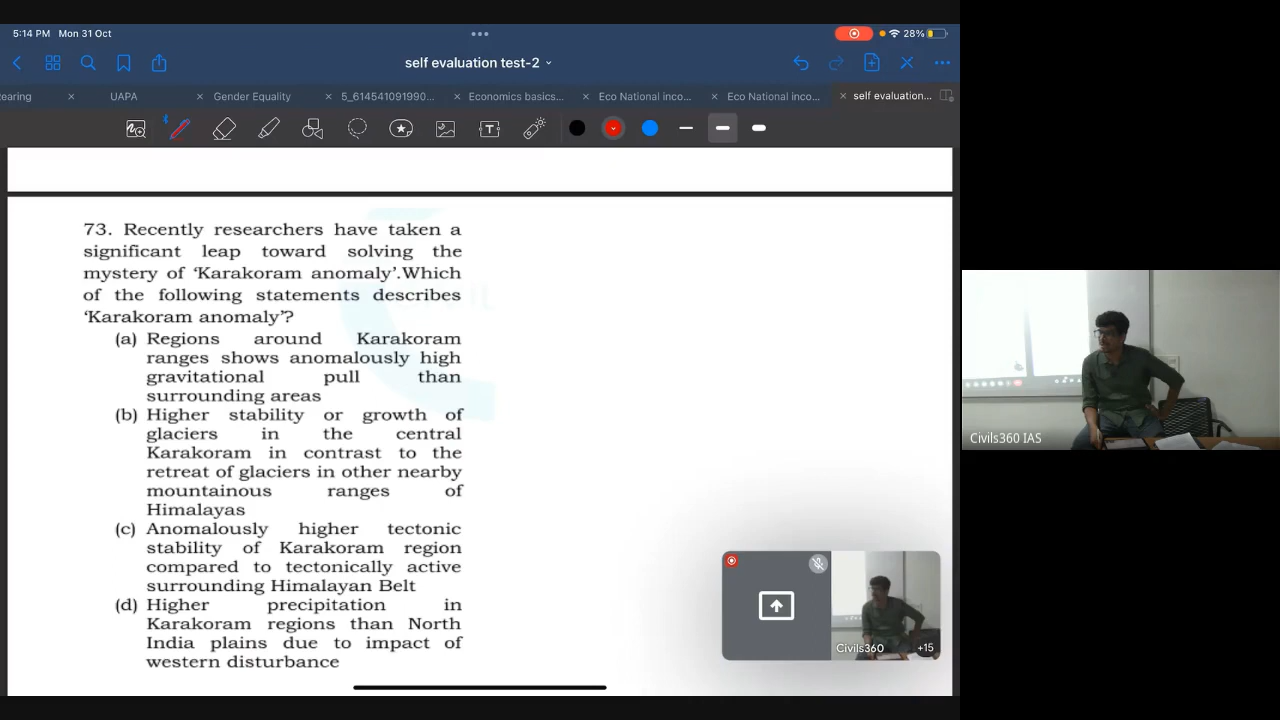 5:14 PM Mon 31 Oct
28%
self evaluation test-2
earing
UAPA
Gender Equality
5_614541091990...
Economics basics...
Eco National inco...
Eco National inco...
self evaluation...
73. Recently researchers have taken a
significant leap toward solving the
mystery of ‘Karakoram anomaly’.Which
of the following statements describes
‘Karakoram anomaly’?
(a) Regions around Karakoram
ranges shows anomalously high
gravitational pull than
surrounding areas
(b) Higher stability or growth of
glaciers in the central
Karakoram in contrast to the
retreat of glaciers in other nearby
mountainous ranges of
Himalayas
(c) Anomalously higher tectonic
stability of Karakoram region
compared to tectonically active
surrounding Himalayan Belt
(d) Higher precipitation in
Karakoram regions than North
India plains due to impact of
western disturbance
Civils360
+15
Civils360 IAS